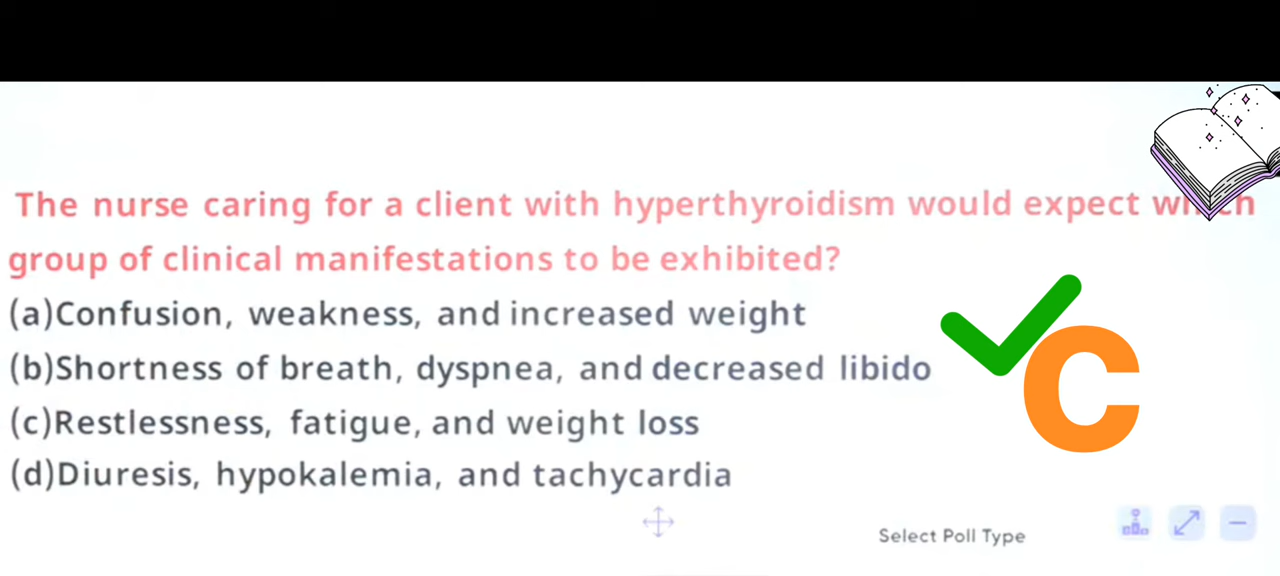 The nurse caring for a client with hyperthyroidism would expect which
group of clinical manifestations to be exhibited?
(a)Confusion, weakness, and increased weight
(b)Shortness of breath, dyspnea, and decreased libido
(c)Restlessness, fatigue, and weight loss
(d)Diuresis, hypokalemia, and tachycardia
C
Select Poll Type